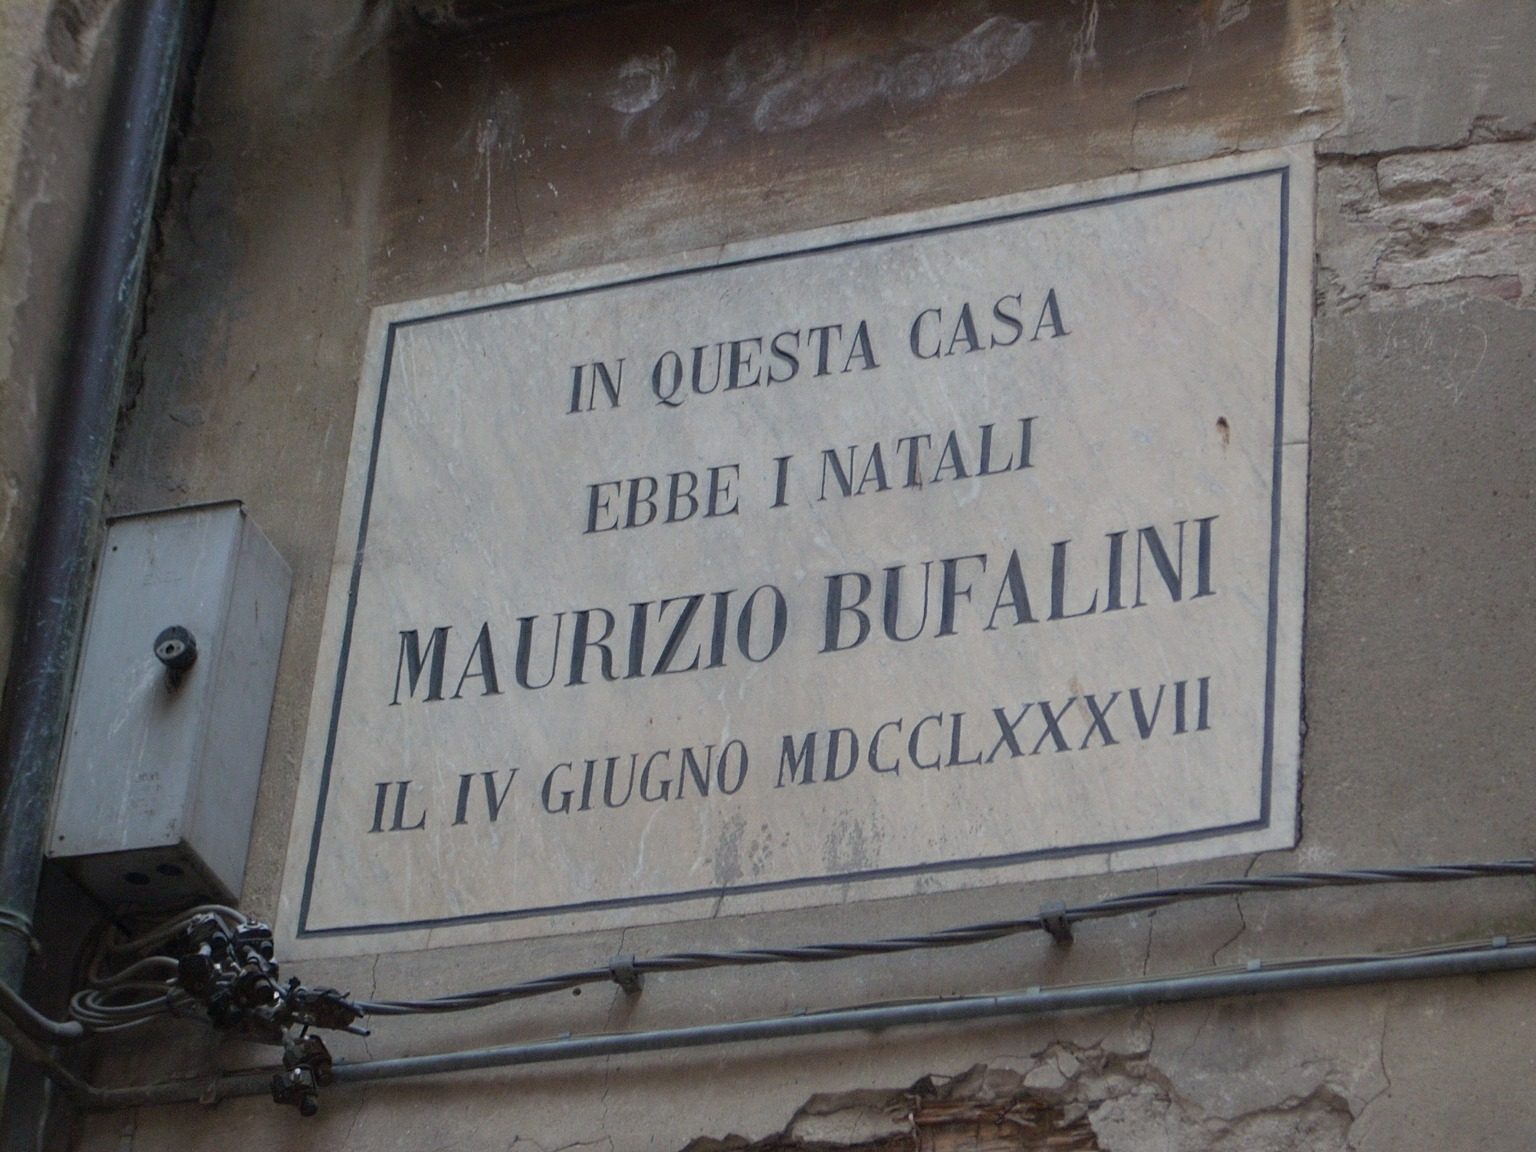 IN QUESTA CASA
EBBE I NATALI
MAURIZIO BUFALINI
IL IV GIUGNO MDCCLXXXVII